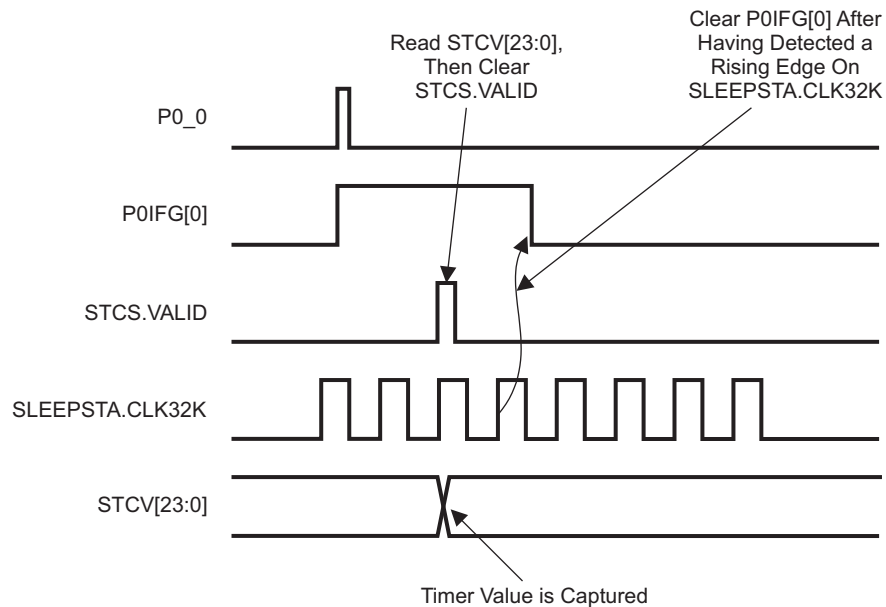 Clear P0IFG[0] After
Having Detected a
Rising Edge On
SLEEPSTA.CLK32K
Read STCV[23:0],
Then Clear
STCS.VALID
P0_0
P0IFG[0]
STCS.VALID
SLEEPSTA.CLK32K
STCV[23:0]
Timer Value is Captured